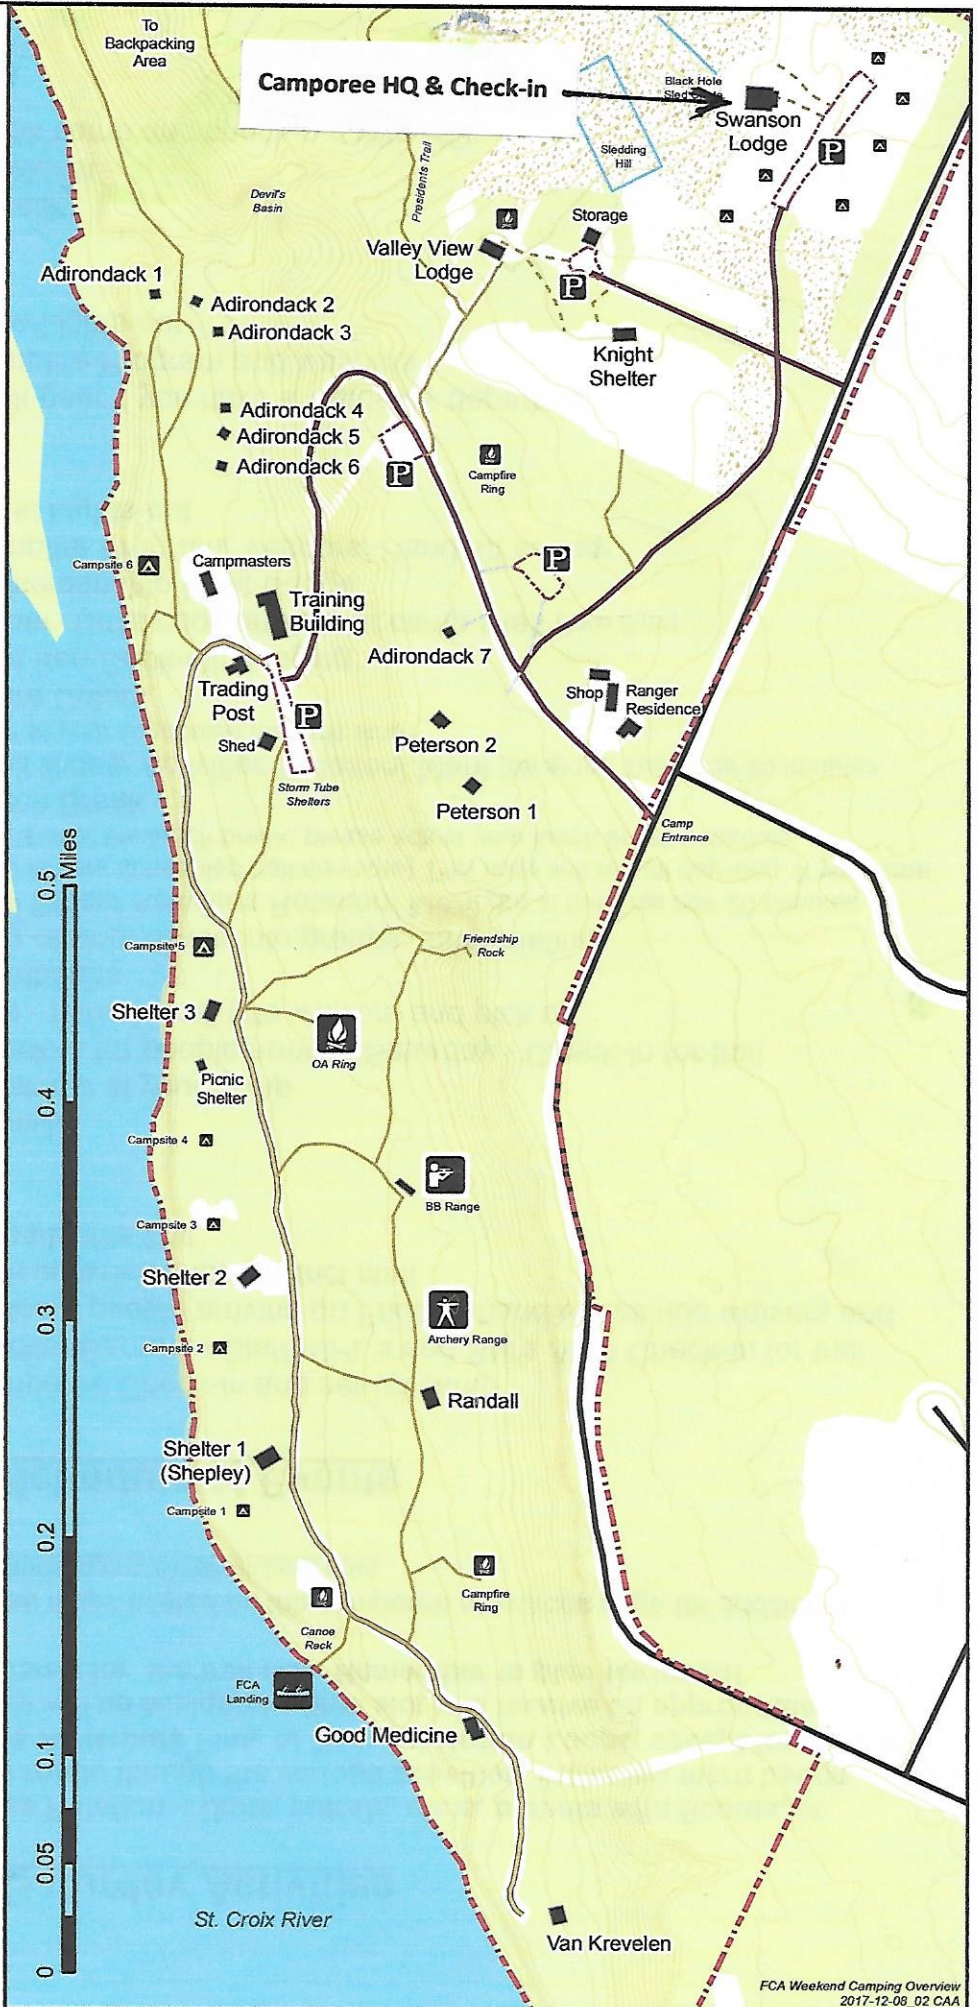 To
Backpacking
Area
Camporee HQ & Check-in
Black Hole
Swanson
Lodge
P
Sledding
Hill
Presidents Trail
Devil's
Basin
Storage
Valley View
Lodge
P
Adirondack 1
Adirondack 2
Adirondack 3
Knight
Shelter
Adirondack 4
Adirondack 5
Adirondack 6
P
Campfire
Ring
Campsite 6
Campmasters
P
Training
Building
Adirondack 7
Trading
Post
Shop
Ranger
Residence
P
Shed
Peterson 2
Storm Tube
Shelters
Peterson 1
Camp
Entrance
Miles
0.5
Campsite 5
Friendship
Rock
Shelter 3
OA Ring
Picnic
Shelter
0.4
Campsite 4
BB Range
Campsite 3
Shelter 2
0.3
Archery Range
Campsite 2
Randall
Shelter 1
(Shepley)
Campsite 1
0.2
Campfire
Ring
Canoe
Rack
FCA
Landing
Good Medicine
0.1
0.05
St. Croix River
Van Krevelen
0
FCA Weekend Camping Overview
2017-12-08_02 CAA